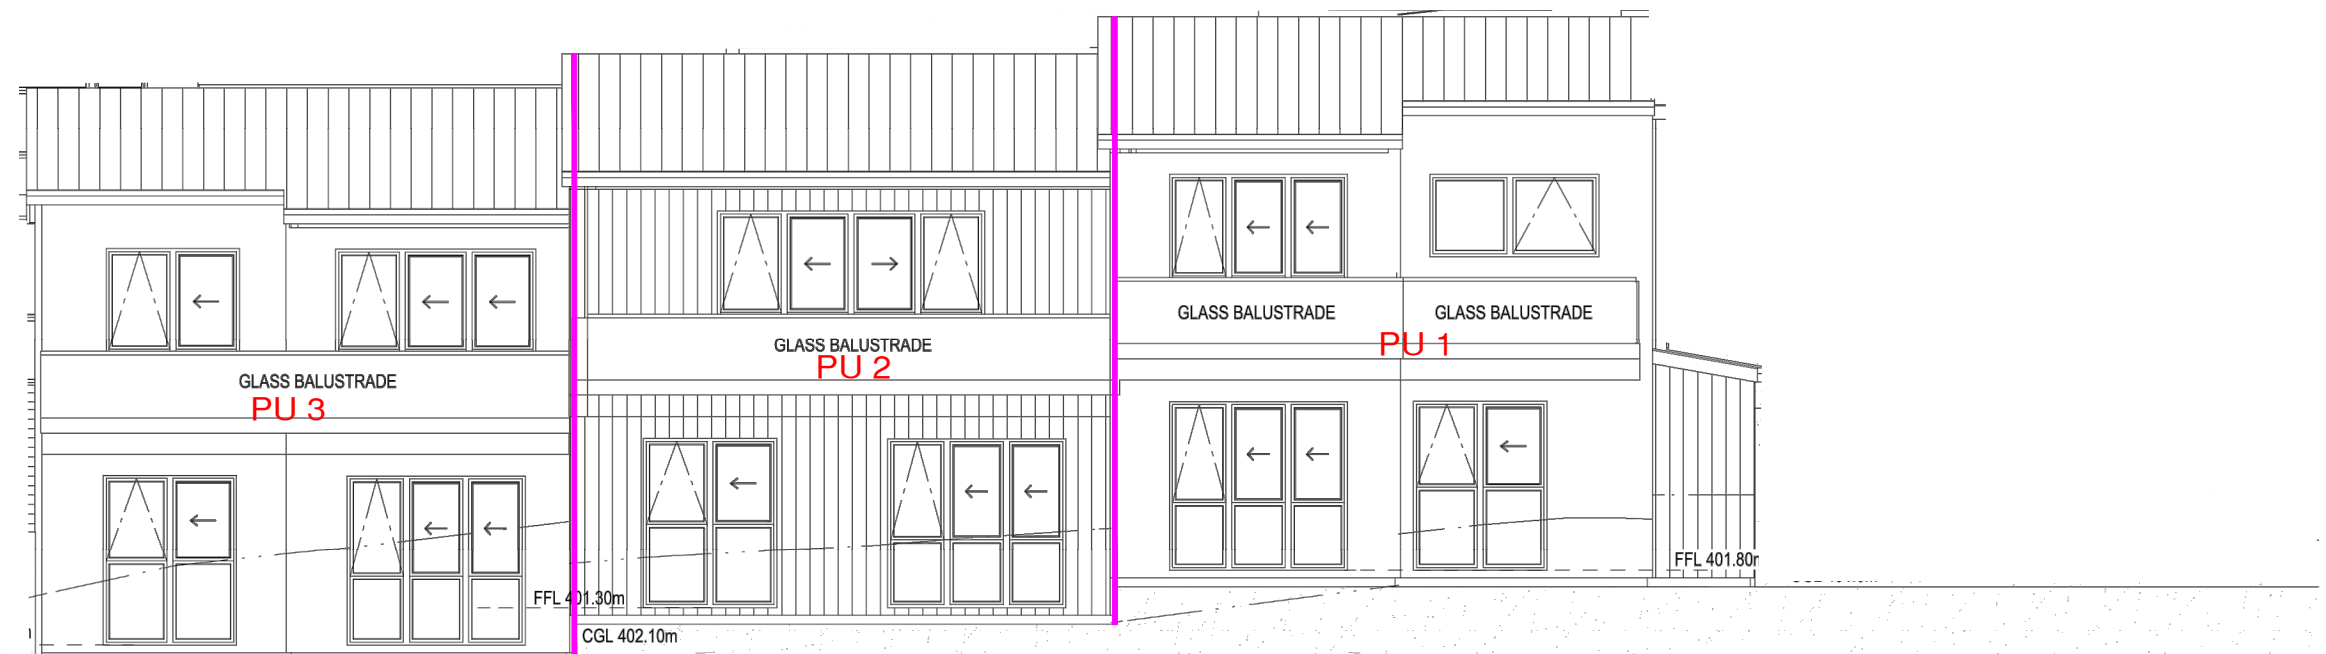 GLASS BALUSTRADE
GLASS BALUSTRADE
PU 1
GLASS BALUSTRADE
PU 2
GLASS BALUSTRADE
PU 3
FFL 401.80m
FFL 401.30m
CGL 402.10m